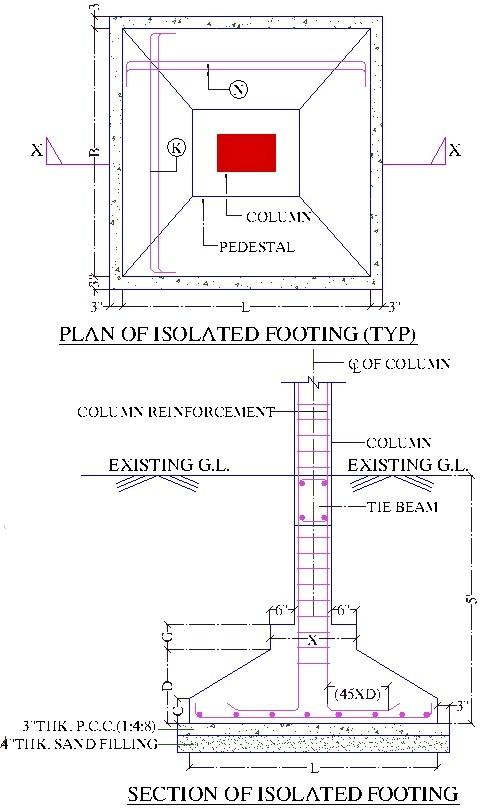 3"
N
X
B
K
X
COLUMN
PEDESTAL
3"
3"
L
3"
PLAN OF ISOLATED FOOTING (TYP)
℄ OF COLUMN
COLUMN REINFORCEMENT
COLUMN
EXISTING G.L.
EXISTING G.L.
TIE BEAM
5'
6"
6"
G
X
D
(45XD)
C
3"
3"THK. P.C.C.(1:4:8)
4"THK. SAND FILLING
L
SECTION OF ISOLATED FOOTING